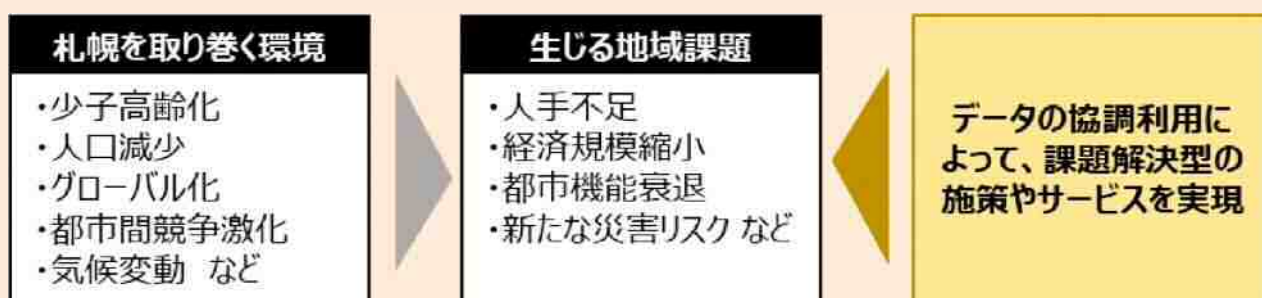 札幌を取り巻く環境
・少子高齢化
・人口減少
・グローバル化
・都市間競争激化
・気候変動 など
生じる地域課題
・人手不足
・経済規模縮小
・都市機能衰退
・新たな災害リスク など
データの協調利用に
よって、課題解決型の
施策やサービスを実現